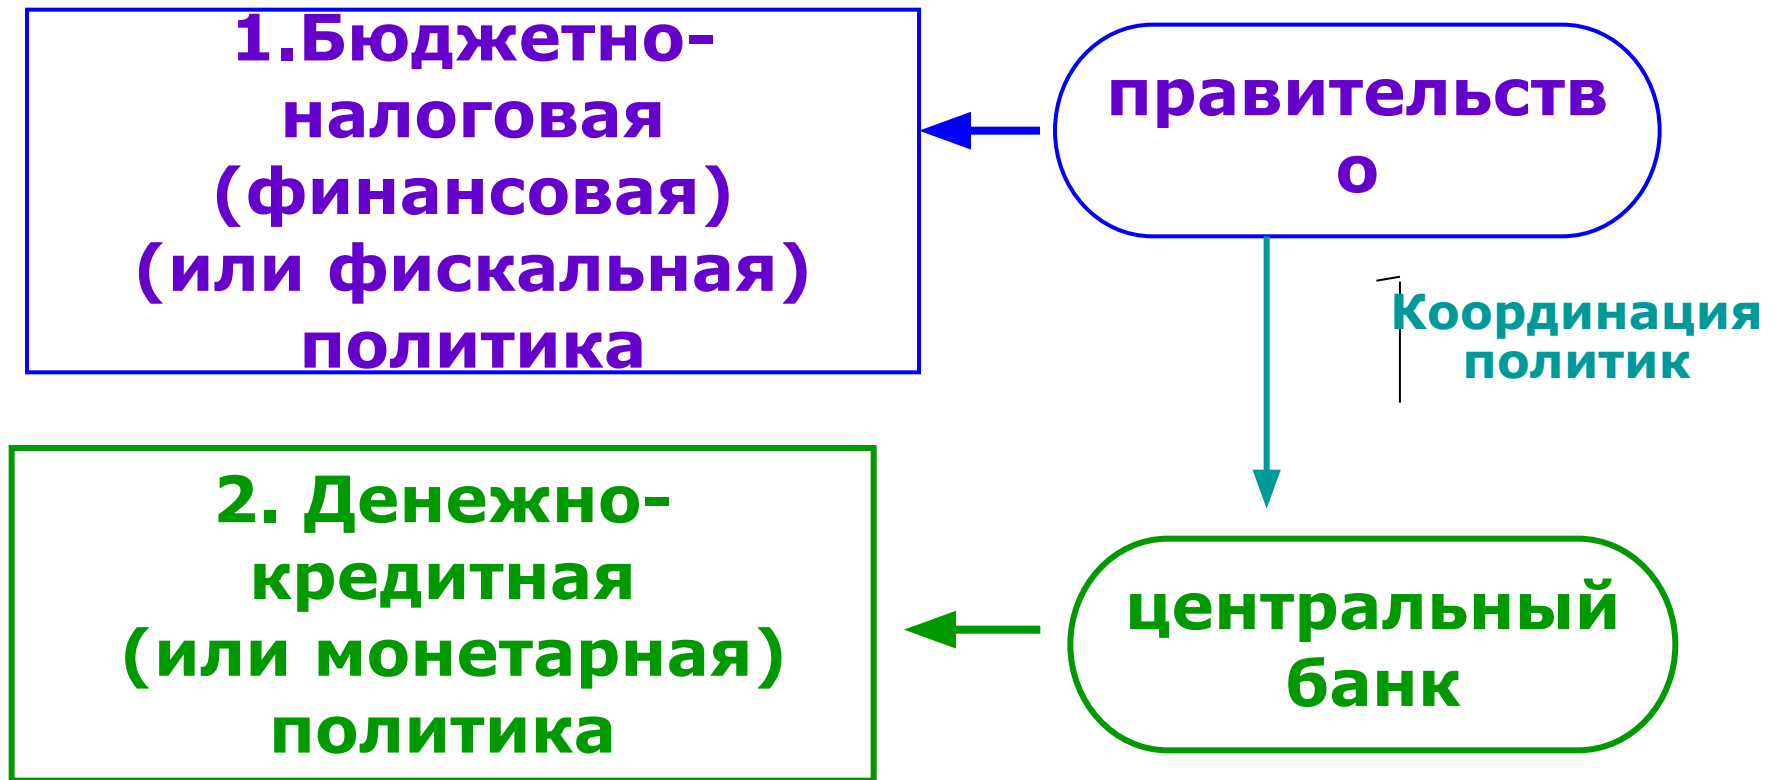 1.Бюджетно-
налоговая
(финансовая)
(или фискальная)
политика
правительств
о
Координация
политик
2. Денежно-
кредитная
(или монетарная)
политика
центральный
банк